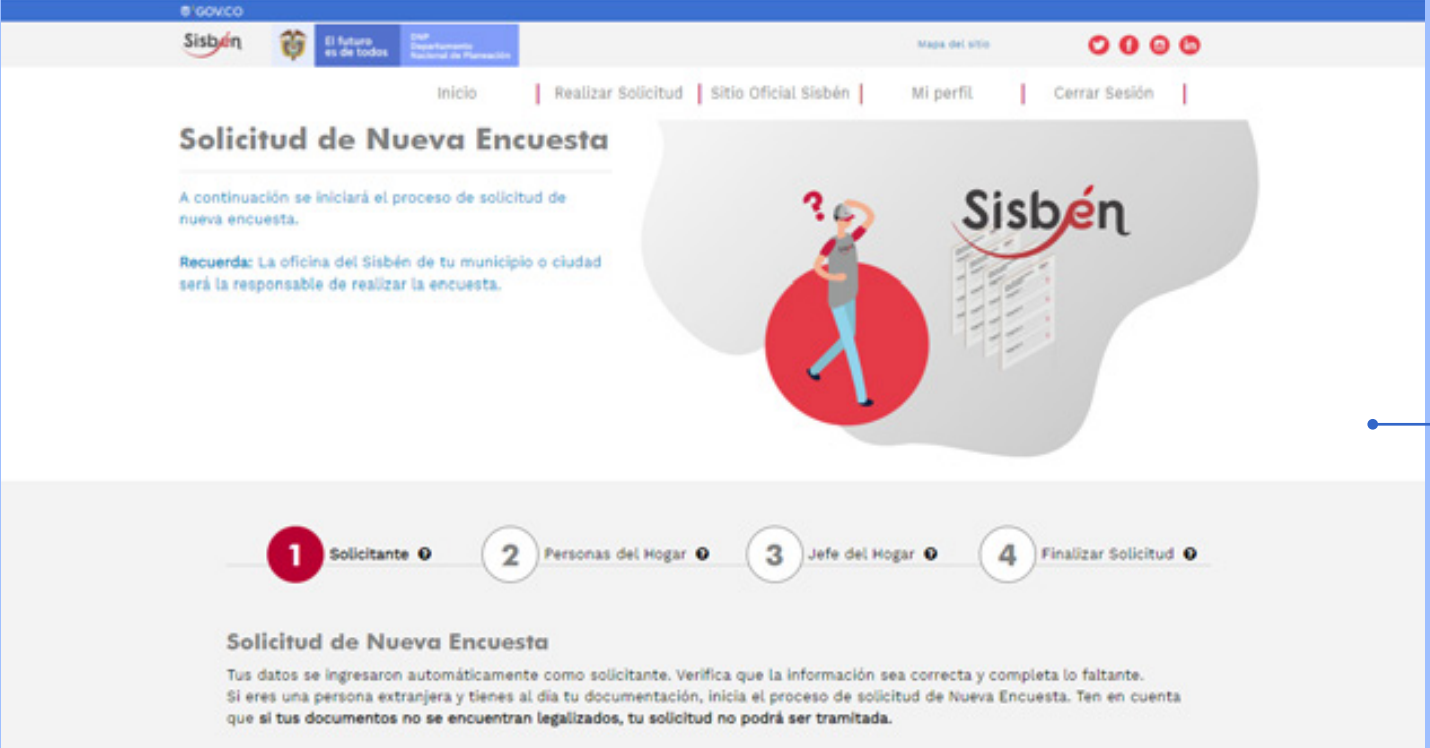 GOV.CO
Sisbén
El futuro
es de todos
DNP
Departamento
Nacional de Planeación
Mapa del sitio
Inicio
Realizar Solicitud
Sitio Oficial Sisbén
Mi perfil
Cerrar Sesión
Solicitud de Nueva Encuesta
A continuación se iniciará el proceso de solicitud de
nueva encuesta.
Recuerda: La oficina del Sisbén de tu municipio o ciudad
será la responsable de realizar la encuesta.
?
Sisbén
1 Solicitante ?
2 Personas del Hogar ?
3 Jefe del Hogar ?
4 Finalizar Solicitud ?
Solicitud de Nueva Encuesta
Tus datos se ingresaron automáticamente como solicitante. Verifica que la información sea correcta y completa lo faltante.
Si eres una persona extranjera y tienes al día tu documentación, inicia el proceso de solicitud de Nueva Encuesta. Ten en cuenta
que si tus documentos no se encuentran legalizados, tu solicitud no podrá ser tramitada.